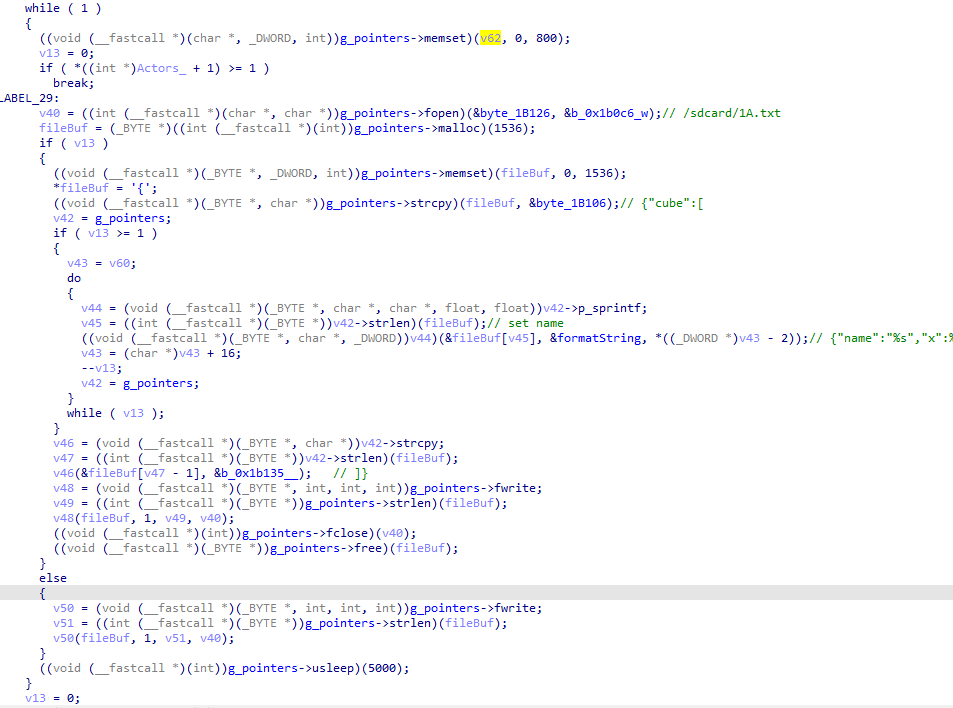 while ( 1 )
{
((void (__fastcall *)(char *, _DWORD, int))g_pointers->memset)(v62, 0, 800);
v13 = 0;
if ( *((int *)Actors_ + 1) >= 1 )
break;
LABEL_29:
v40 = ((int (__fastcall *)(char *, char *))g_pointers->fopen)(&byte_1B126, &b_0x1b0c6_w);// /sdcard/1A.txt
fileBuf = (_BYTE *)((int (__fastcall *)(int))g_pointers->malloc)(1536);
if ( v13 )
{
((void (__fastcall *)(_BYTE *, _DWORD, int))g_pointers->memset)(fileBuf, 0, 1536);
*fileBuf = '{';
((void (__fastcall *)(_BYTE *, char *))g_pointers->strcpy)(fileBuf, &byte_1B106);// {"cube":[
v42 = g_pointers;
if ( v13 >= 1 )
{
v43 = v60;
do
{
v44 = (void (__fastcall *)(_BYTE *, char *, char *, float, float))v42->p_sprintf;
v45 = ((int (__fastcall *)(_BYTE *))v42->strlen)(fileBuf);// set name
((void (__fastcall *)(_BYTE *, char *, _DWORD))v44)(&fileBuf[v45], &formatString, *((_DWORD *)v43 - 2));// {"name":"%s","x":%
v43 = (char *)v43 + 16;
--v13;
v42 = g_pointers;
}
while ( v13 );
}
v46 = (void (__fastcall *)(_BYTE *, char *))v42->strcpy;
v47 = ((int (__fastcall *)(_BYTE *))v42->strlen)(fileBuf);
v46(&fileBuf[v47 - 1], &b_0x1b135__);   // ]}
v48 = (void (__fastcall *)(_BYTE *, int, int, int))g_pointers->fwrite;
v49 = ((int (__fastcall *)(_BYTE *))g_pointers->strlen)(fileBuf);
v48(fileBuf, 1, v49, v40);
((void (__fastcall *)(int))g_pointers->fclose)(v40);
((void (__fastcall *)(_BYTE *))g_pointers->free)(fileBuf);
}
else
{
v50 = (void (__fastcall *)(_BYTE *, int, int, int))g_pointers->fwrite;
v51 = ((int (__fastcall *)(_BYTE *))g_pointers->strlen)(fileBuf);
v50(fileBuf, 1, v51, v40);
}
((void (__fastcall *)(int))g_pointers->usleep)(5000);
}
v13 = 0;